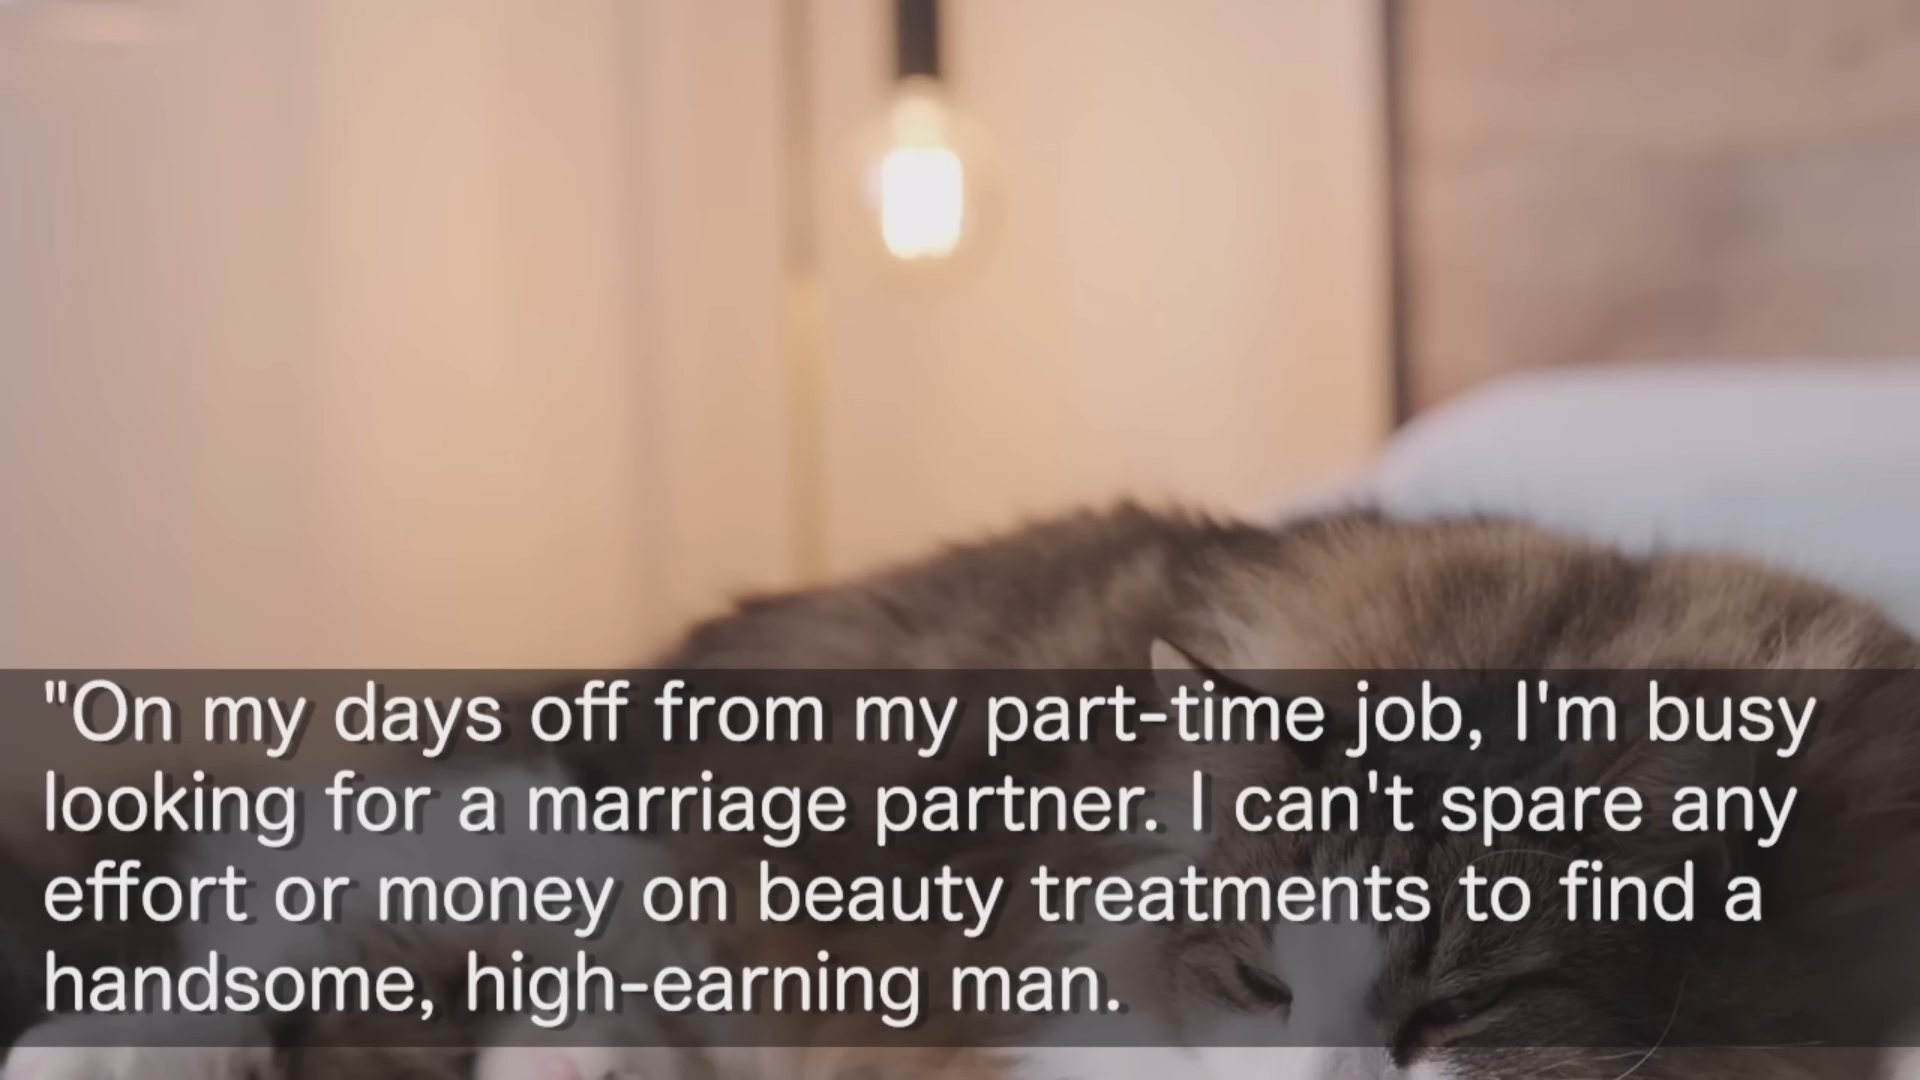 "On my days off from my part-time job, I'm busy
looking for a marriage partner. I can't spare any
effort or money on beauty treatments to find a
handsome, high-earning man.